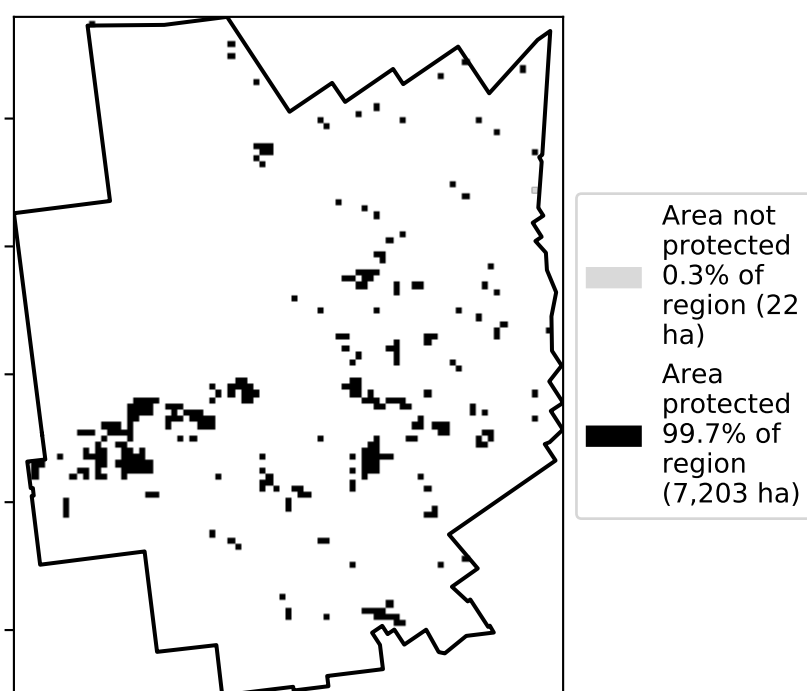 Area not
protected
0.3% of
region (22
ha)
Area
protected
99.7% of
region
(7,203 ha)